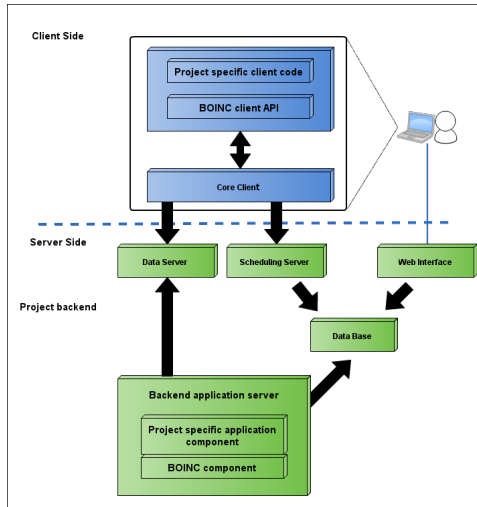 Client Side
Project specific client code
BOINC client API
Core Client
Server Side
Data Server
Scheduling Server
Web Interface
Project backend
Data Base
Backend application server
Project specific application
component
BOINC component